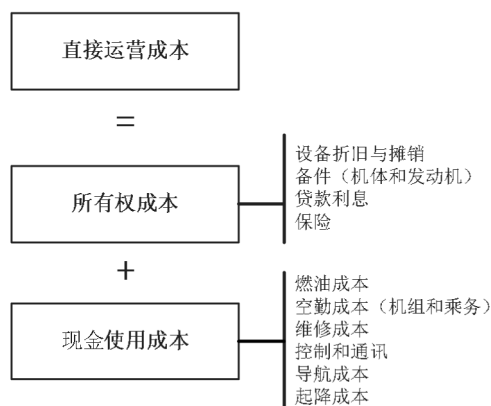 直接运营成本
=
所有权成本
设备折旧与摊销
备件（机体和发动机）
贷款利息
保险
+
现金使用成本
燃油成本
空勤成本（机组和乘务）
维修成本
控制和通讯
导航成本
起降成本